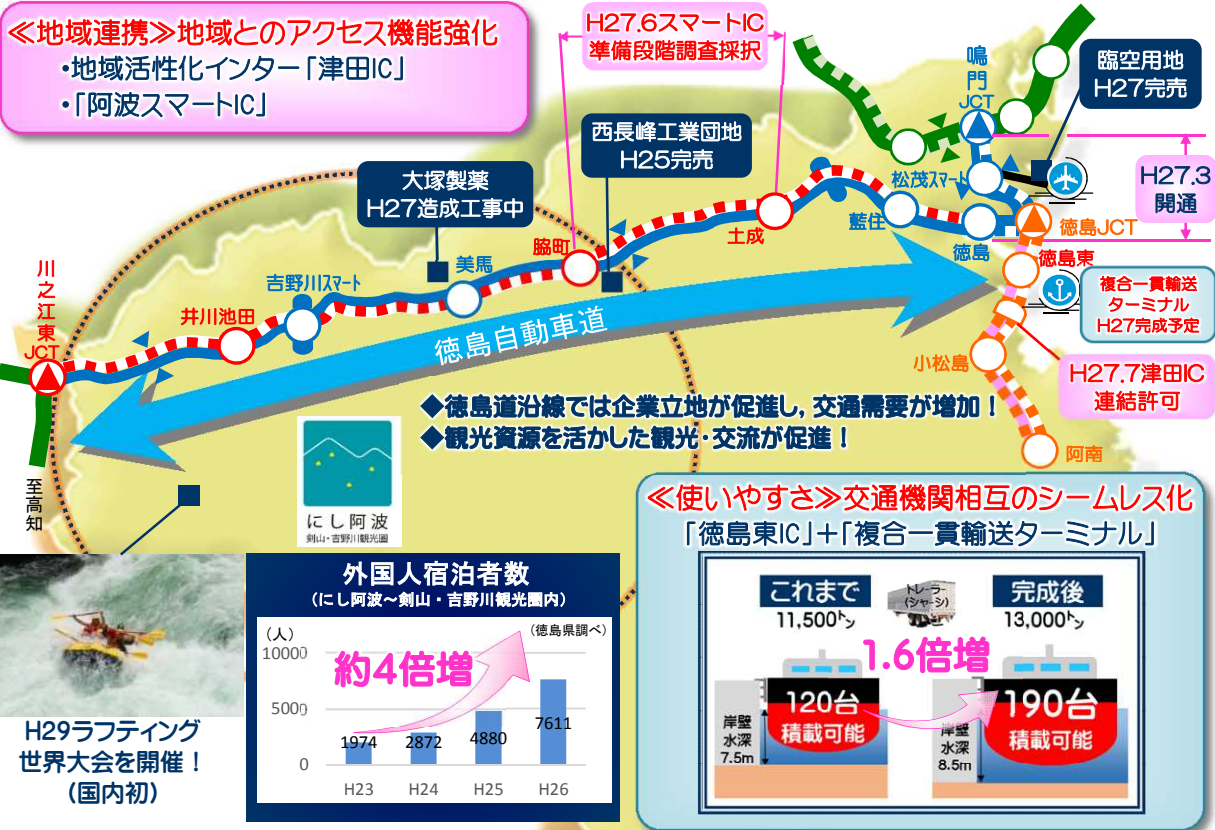 ≪地域連携≫地域とのアクセス機能強化
・地域活性化インター「津田IC」
・「阿波スマートIC」
H27.6スマートIC
準備段階調査採択
鳴門
JCT
臨空用地
H27完売
西長峰工業団地
H25完売
大塚製薬
H27造成工事中
松茂スマート
H27.3
開通
川之江東
JCT
井川池田
吉野川スマート
美馬
脇町
土成
藍住
徳島
徳島JCT
徳島東
複合一貫輸送
ターミナル
H27完成予定
徳島自動車道
小松島
H27.7津田IC
連結許可
◆徳島道沿線では企業立地が促進し,交通需要が増加！
◆観光資源を活かした観光・交流が促進！
阿南
至高知
にし阿波
剣山・吉野川観光圏
H29ラフティング
世界大会を開催！
(国内初)
外国人宿泊者数
(にし阿波～剣山・吉野川観光圏内)
(人)
(徳島県調べ)
約4倍増
10000
5000
0
1974
2872
4880
7611
H23
H24
H25
H26
≪使いやすさ≫交通機関相互のシームレス化
「徳島東IC」＋「複合一貫輸送ターミナル」
これまで
11,500㌧
トレーラー
(シャーシ)
完成後
13,000㌧
1.6倍増
120台
積載可能
190台
積載可能
岸壁
水深
7.5m
岸壁
水深
8.5m